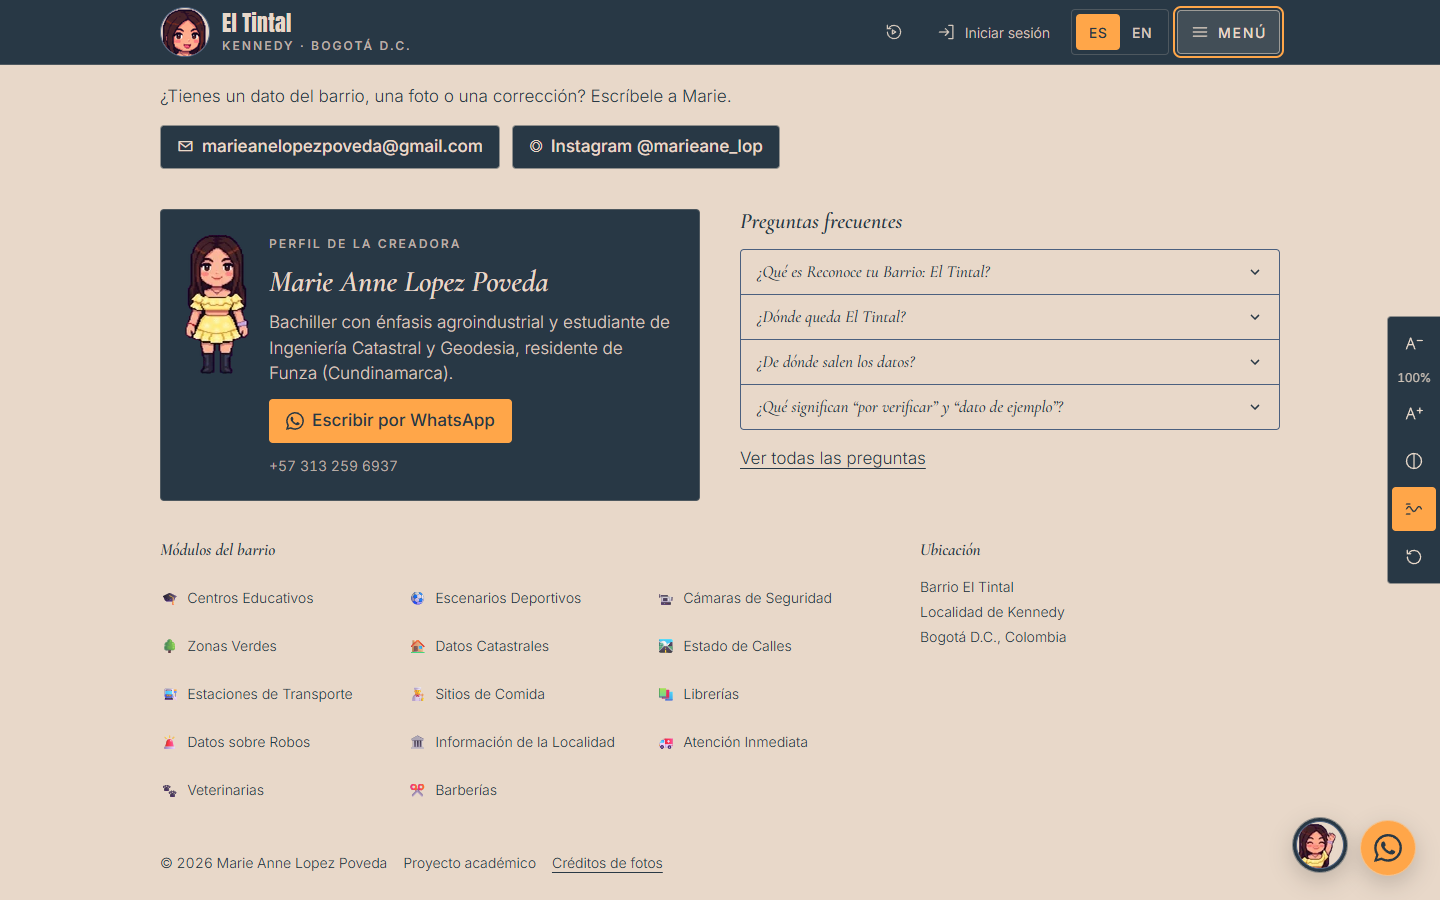 El Tintal
KENNEDY · BOGOTÁ D.C.
Iniciar sesión
ES
EN
MENÚ
¿Tienes un dato del barrio, una foto o una corrección? Escríbele a Marie.
marieanelopezpoveda@gmail.com
Instagram @marieane_lop
PERFIL DE LA CREADORA
Marie Anne Lopez Poveda
Bachiller con énfasis agroindustrial y estudiante de
Ingeniería Catastral y Geodesia, residente de
Funza (Cundinamarca).
Escribir por WhatsApp
+57 313 259 6937
Preguntas frecuentes
¿Qué es Reconoce tu Barrio: El Tintal?
¿Dónde queda El Tintal?
¿De dónde salen los datos?
¿Qué significan “por verificar” y “dato de ejemplo”?
Ver todas las preguntas
A⁻
100%
A⁺
Módulos del barrio
Centros Educativos
Escenarios Deportivos
Cámaras de Seguridad
Zonas Verdes
Datos Catastrales
Estado de Calles
Estaciones de Transporte
Sitios de Comida
Librerías
Datos sobre Robos
Información de la Localidad
Atención Inmediata
Veterinarias
Barberías
Ubicación
Barrio El Tintal
Localidad de Kennedy
Bogotá D.C., Colombia
© 2026 Marie Anne Lopez Poveda
Proyecto académico
Créditos de fotos